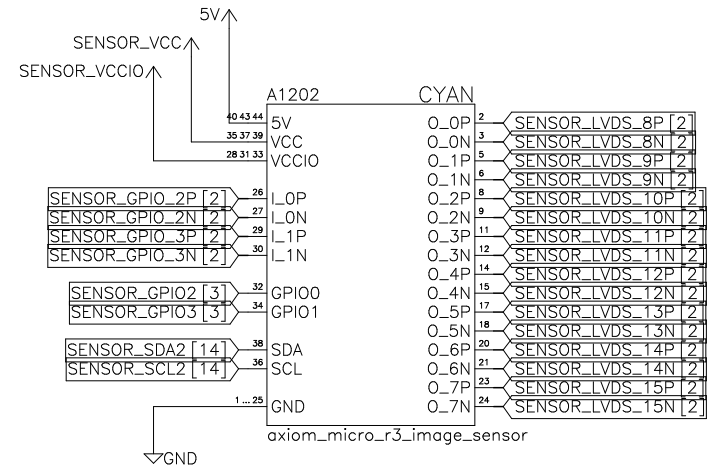 5V
SENSOR_VCC
SENSOR_VCCIO
A1202 CYAN
40 43 44 5V O_0P 2 SENSOR_LVDS_8P [2]
35 37 39 VCC O_0N 3 SENSOR_LVDS_8N [2]
28 31 33 VCCIO O_1P 5 SENSOR_LVDS_9P [2]
O_1N 6 SENSOR_LVDS_9N [2]
SENSOR_GPIO_2P [2] 26 I_0P O_2P 8 SENSOR_LVDS_10P [2]
SENSOR_GPIO_2N [2] 27 I_0N O_2N 9 SENSOR_LVDS_10N [2]
SENSOR_GPIO_3P [2] 29 I_1P O_3P 11 SENSOR_LVDS_11P [2]
SENSOR_GPIO_3N [2] 30 I_1N O_3N 12 SENSOR_LVDS_11N [2]
O_4P 14 SENSOR_LVDS_12P [2]
SENSOR_GPIO2 [3] 32 GPIO0 O_4N 15 SENSOR_LVDS_12N [2]
SENSOR_GPIO3 [3] 34 GPIO1 O_5P 17 SENSOR_LVDS_13P [2]
O_5N 18 SENSOR_LVDS_13N [2]
SENSOR_SDA2 [14] 38 SDA O_6P 20 SENSOR_LVDS_14P [2]
SENSOR_SCL2 [14] 36 SCL O_6N 21 SENSOR_LVDS_14N [2]
O_7P 23 SENSOR_LVDS_15P [2]
1 ... 25 GND O_7N 24 SENSOR_LVDS_15N [2]
axiom_micro_r3_image_sensor
GND